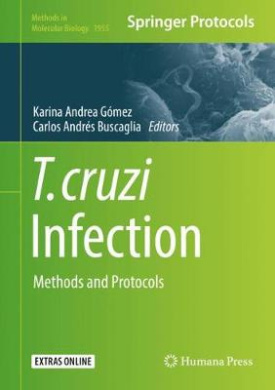 Methods in
Molecular Biology 1955
Springer Protocols
Karina Andrea Gómez
Carlos Andrés Buscaglia Editors
T. cruzi
Infection
Methods and Protocols
EXTRAS ONLINE
Humana Press